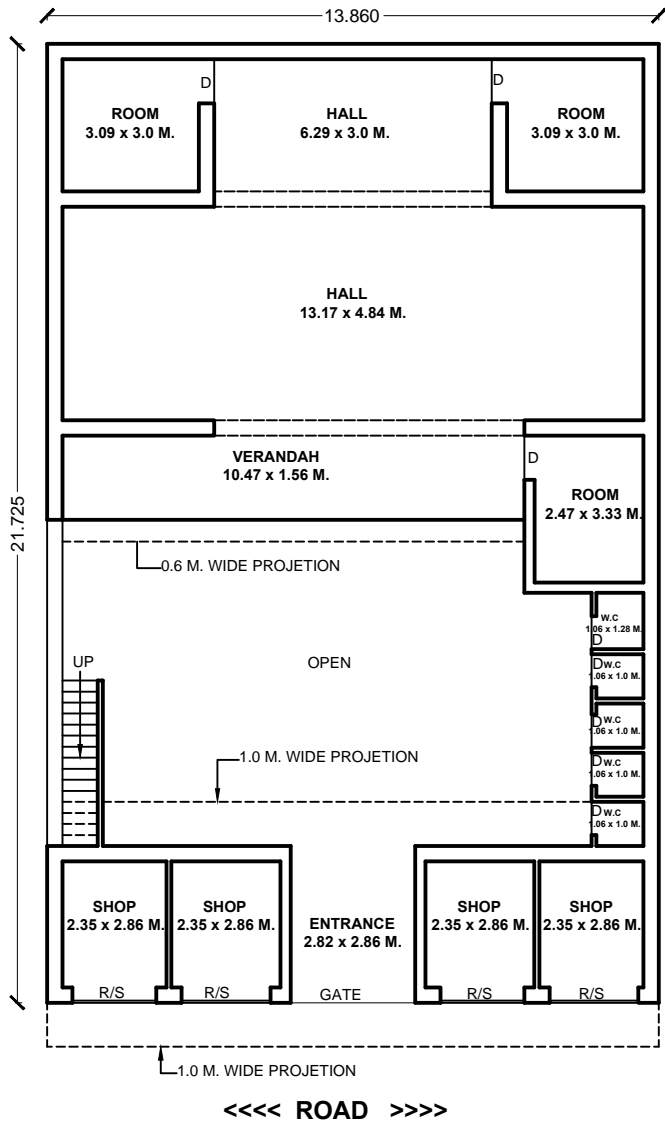 13.860
D
D
ROOM
3.09 x 3.0 M.
HALL
6.29 x 3.0 M.
ROOM
3.09 x 3.0 M.
HALL
13.17 x 4.84 M.
21.725
VERANDAH
10.47 x 1.56 M.
D
ROOM
2.47 x 3.33 M.
0.6 M. WIDE PROJETION
W.C
1.06 x 1.28 M.
D
UP
OPEN
D
W.C
1.06 x 1.0 M.
D
W.C
1.06 x 1.0 M.
1.0 M. WIDE PROJETION
D
W.C
1.06 x 1.0 M.
D
W.C
1.06 x 1.0 M.
SHOP
2.35 x 2.86 M.
SHOP
2.35 x 2.86 M.
ENTRANCE
2.82 x 2.86 M.
SHOP
2.35 x 2.86 M.
SHOP
2.35 x 2.86 M.
R/S
R/S
GATE
R/S
R/S
1.0 M. WIDE PROJETION
<<<< ROAD >>>>